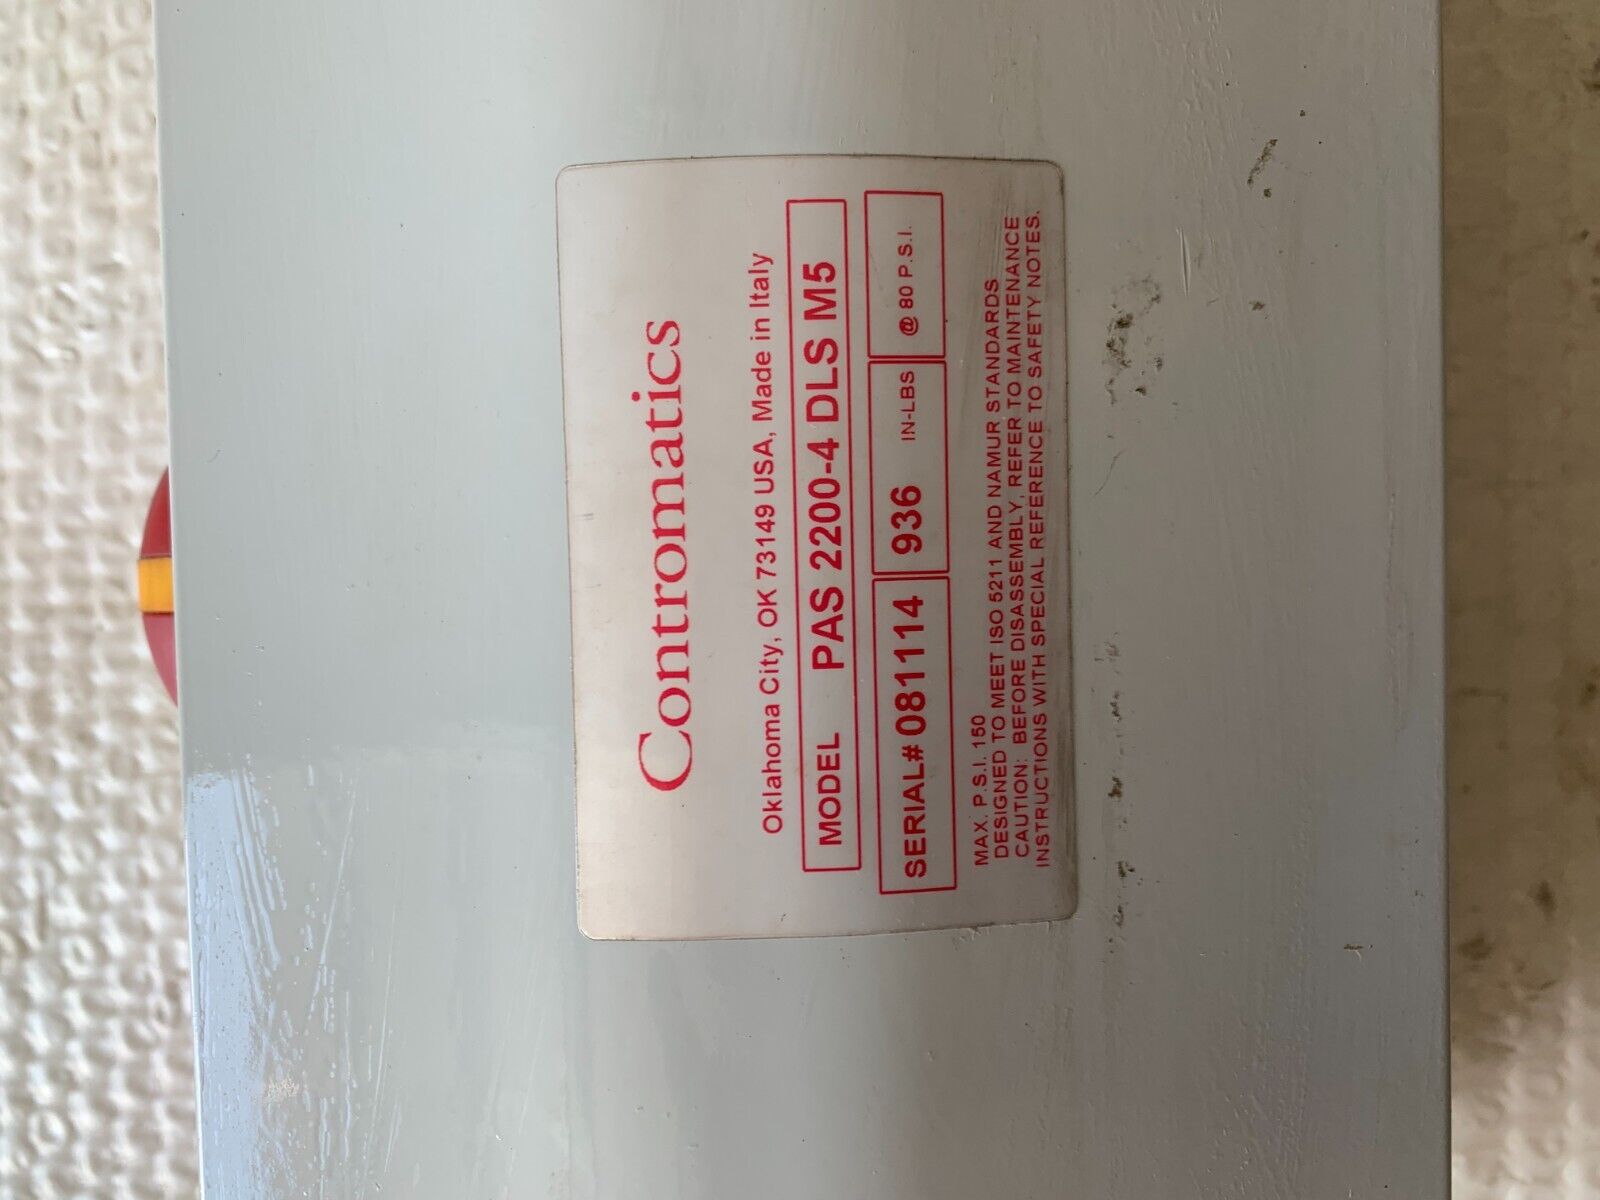 Contromatics
Oklahoma City, OK 73149 USA, Made in Italy
MODEL PAS 2200-4 DLS M5
SERIAL# 081114 936 IN-LBS @ 80 P.S.I.
MAX. P.S.I. 150
DESIGNED TO MEET ISO 5211 AND NAMUR STANDARDS
CAUTION: BEFORE DISASSEMBLY, REFER TO MAINTENANCE
INSTRUCTIONS WITH SPECIAL REFERENCE TO SAFETY NOTES.